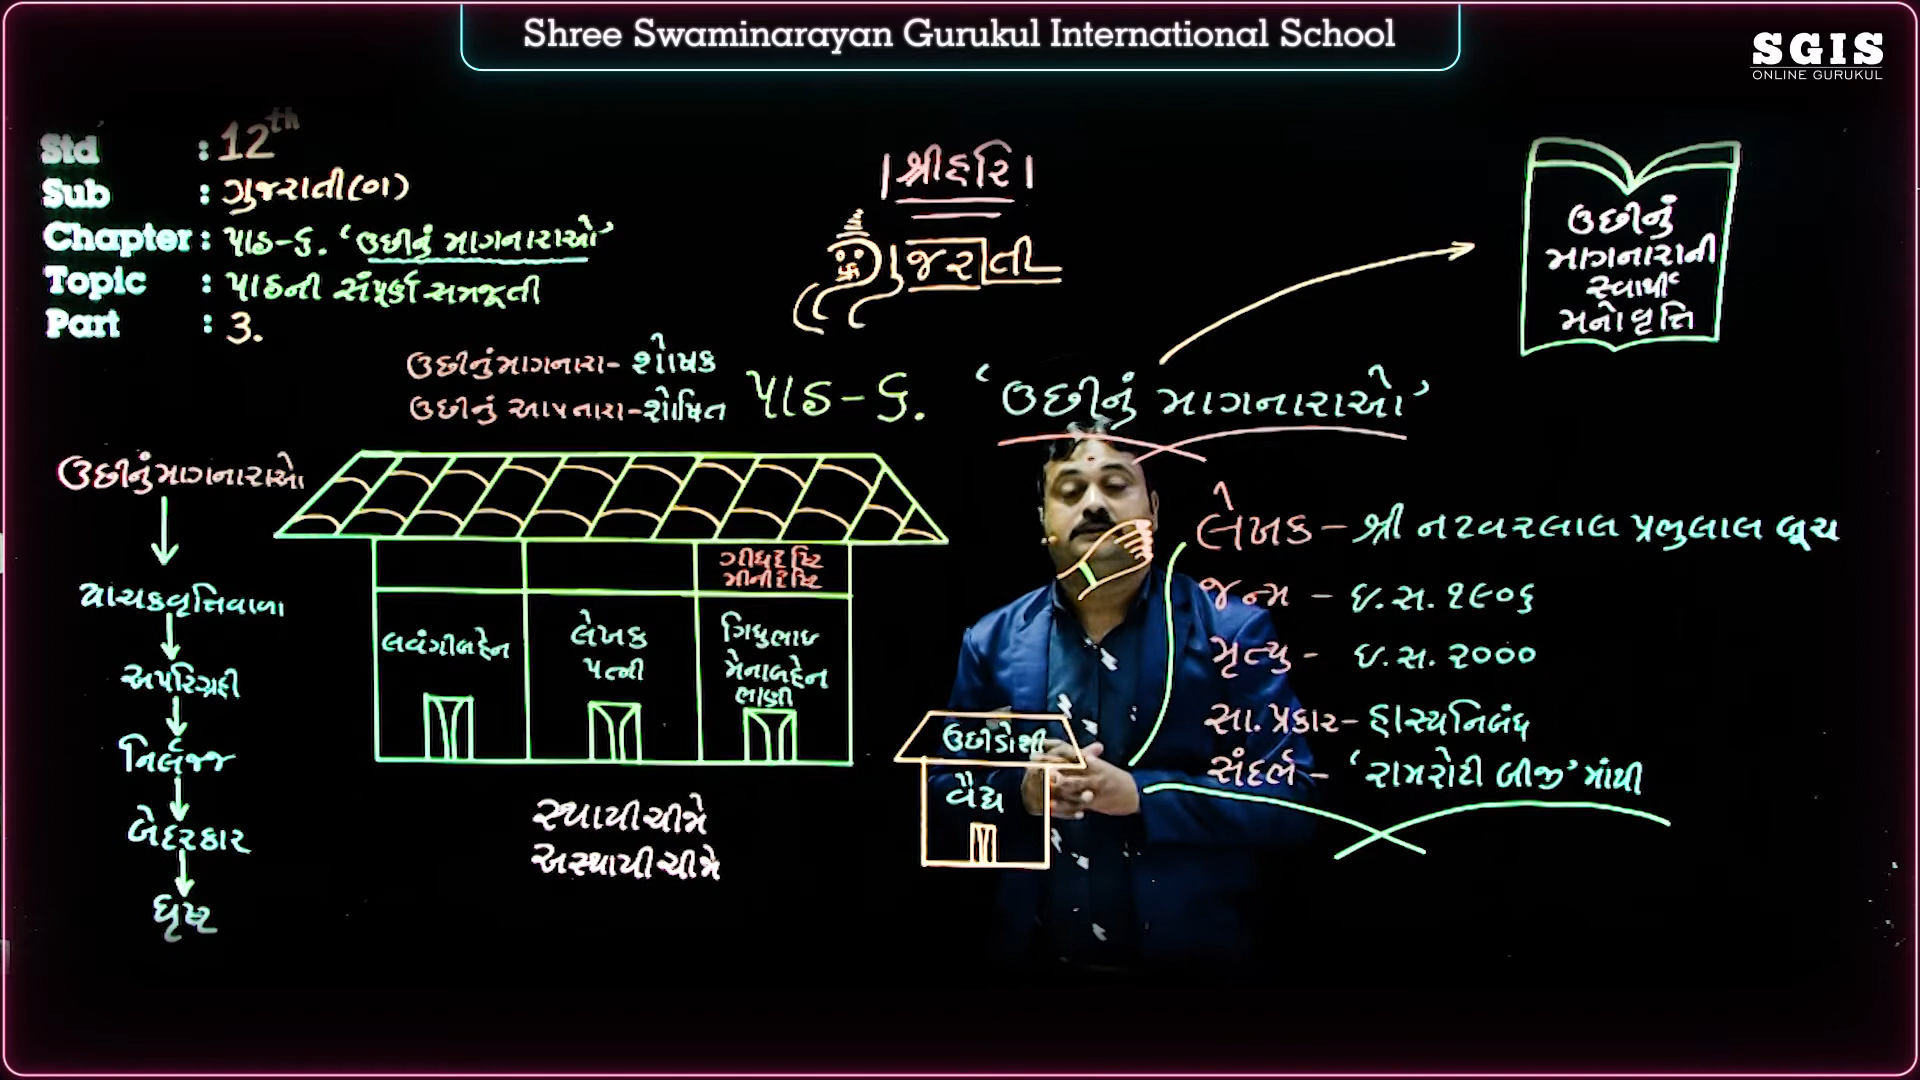 Shree Swaminarayan Gurukul International School
SGIS
ONLINE GURUKUL
Std : 12th
Sub : ગુજરાતી(૦૧)
Chapter : પાઠ-૬. ‘ઉછીનું માગનારાઓ’
Topic : પાઠની સંપૂર્ણ સમજૂતી
Part : 3.
|શ્રીહરિ|
ગુજરાતી
ઉછીનું
માગનારાની
સ્વાર્થી
મનોવૃત્તિ
ઉછીનું માગનારા- શોષક
ઉછીનું આપનારા-શોષિત
પાઠ-૬. ‘ઉછીનું માગનારાઓ’
ઉછીનું માગનારાઓ
યાચકવૃત્તિવાળા
અપરિગ્રહી
નિર્લજ્જ
બેદરકાર
ધૃષ્ટ
ગીધદૃષ્ટિ
મીનીદૃષ્ટિ
લવંગીબહેન
લેખક
પત્ની
ગિધુભાઇ
મેનાબહેન
ભાણી
સ્થાયીચીજો
અસ્થાયીચીજો
ઉછીડોશી
વૈદ્ય
લેખક - શ્રી નટવરલાલ પ્રભુલાલ બૂચ
જન્મ - ઇ.સ. ૧૯૦૬
મૃત્યુ - ઇ.સ. ૨૦૦૦
સા. પ્રકાર- હાસ્યનિબંધ
સંદર્ભ - ‘રામરોટી બીજી’ માંથી